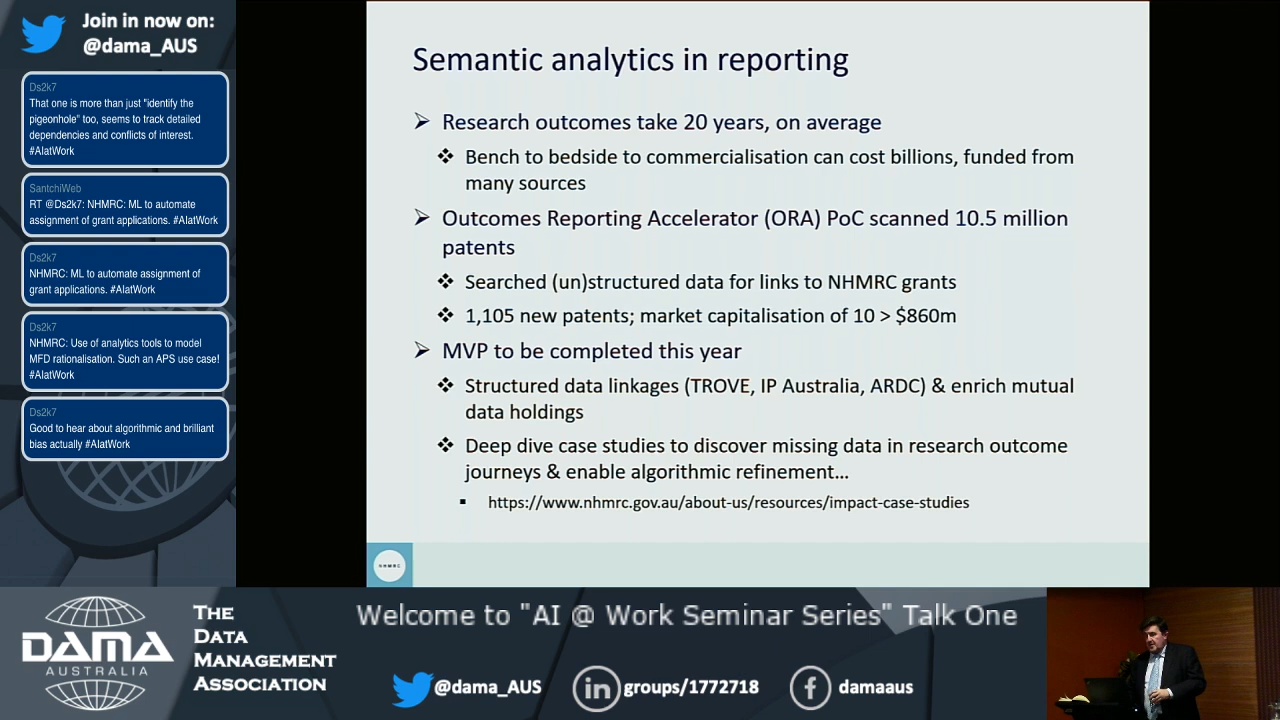 Join in now on:
@dama_AUS
Ds2k7
That one is more than just "identify the
pigeonhole" too, seems to track detailed
dependencies and conflicts of interest.
#AIatWork
SantchiWeb
RT @Ds2k7: NHMRC: ML to automate
assignment of grant applications. #AIatWork
Ds2k7
NHMRC: ML to automate assignment of
grant applications. #AIatWork
Ds2k7
NHMRC: Use of analytics tools to model
MFD rationalisation. Such an APS use case!
#AIatWork
Ds2k7
Good to hear about algorithmic and brilliant
bias actually #AIatWork
Semantic analytics in reporting
Research outcomes take 20 years, on average
Bench to bedside to commercialisation can cost billions, funded from
many sources
Outcomes Reporting Accelerator (ORA) PoC scanned 10.5 million
patents
Searched (un)structured data for links to NHMRC grants
1,105 new patents; market capitalisation of 10 > $860m
MVP to be completed this year
Structured data linkages (TROVE, IP Australia, ARDC) & enrich mutual
data holdings
Deep dive case studies to discover missing data in research outcome
journeys & enable algorithmic refinement…
https://www.nhmrc.gov.au/about-us/resources/impact-case-studies
NHMRC
DAMA
AUSTRALIA
THE
DATA
MANAGEMENT
ASSOCIATION
Welcome to "AI @ Work Seminar Series" Talk One
@dama_AUS
in groups/1772718
f damaaus